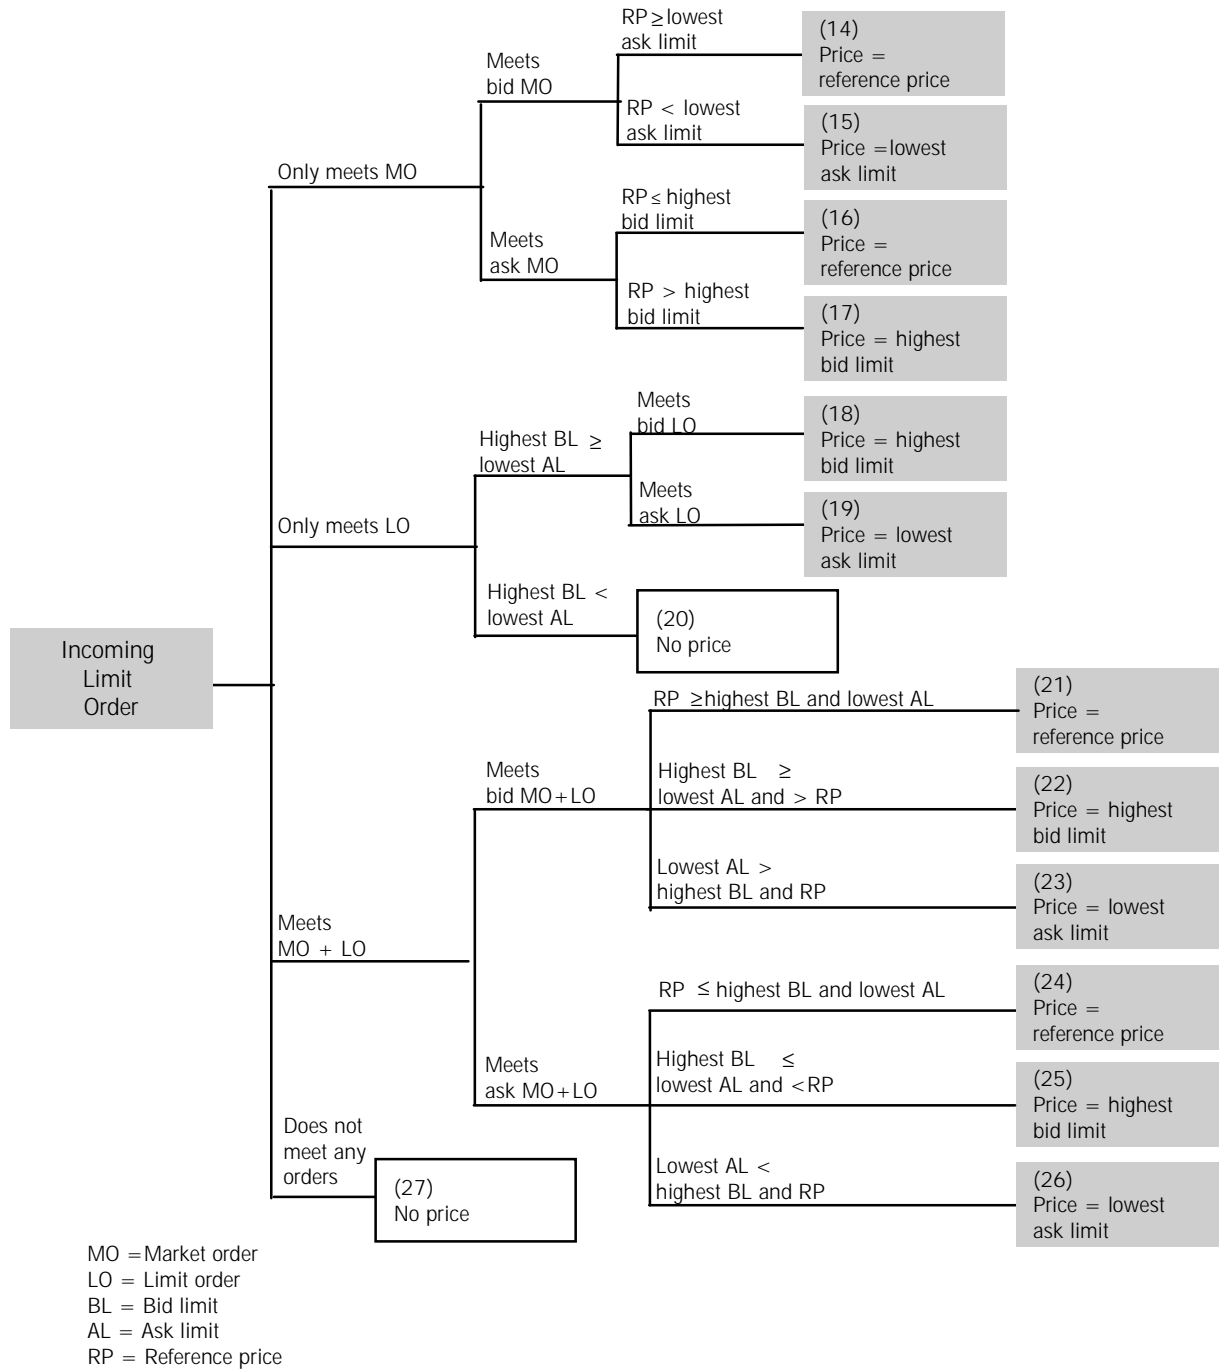 RP ≥ lowest
ask limit
(14)
Price =
reference price
Meets
bid MO
RP < lowest
ask limit
(15)
Price =lowest
ask limit
Only meets MO
RP ≤ highest
bid limit
(16)
Price =
reference price
Meets
ask MO
RP > highest
bid limit
(17)
Price = highest
bid limit
Meets
bid LO
(18)
Price = highest
bid limit
Highest BL ≥
lowest AL
Meets
ask LO
(19)
Price = lowest
ask limit
Only meets LO
Highest BL <
lowest AL
(20)
No price
Incoming
Limit
Order
RP ≥highest BL and lowest AL
(21)
Price =
reference price
Meets
bid MO+LO
Highest BL ≥
lowest AL and > RP
(22)
Price = highest
bid limit
Lowest AL >
highest BL and RP
(23)
Price = lowest
ask limit
Meets
MO + LO
RP ≤ highest BL and lowest AL
(24)
Price =
reference price
Meets
ask MO+LO
Highest BL ≤
lowest AL and <RP
(25)
Price = highest
bid limit
Lowest AL <
highest BL and RP
(26)
Price = lowest
ask limit
Does not
meet any
orders
(27)
No price
MO =Market order
LO = Limit order
BL = Bid limit
AL = Ask limit
RP = Reference price